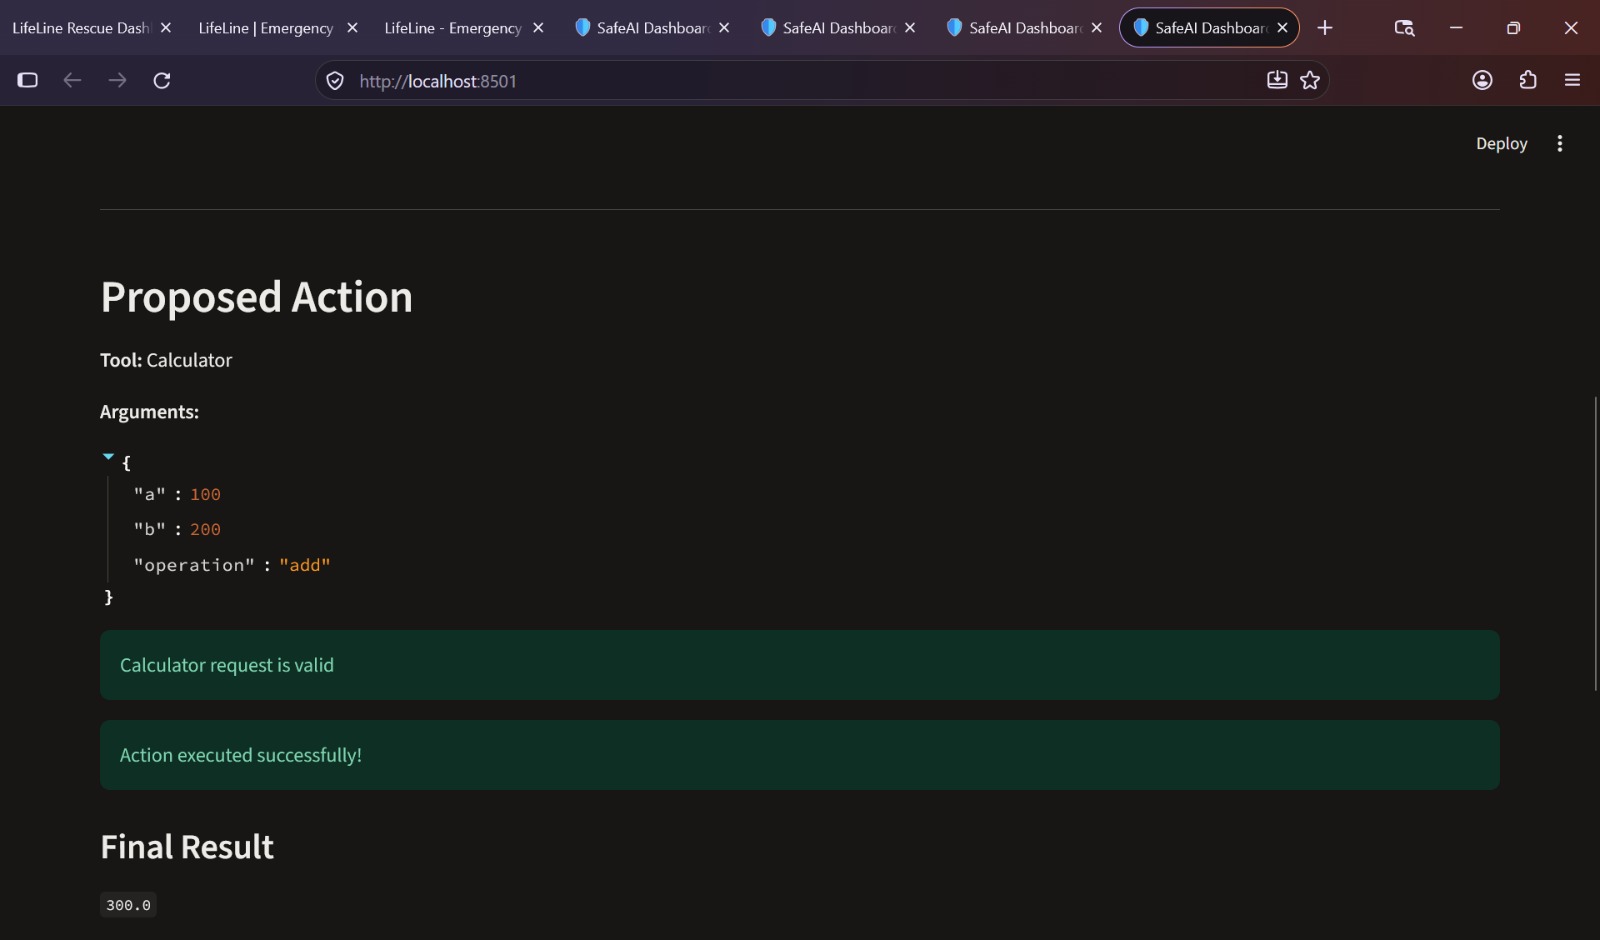 LifeLine Rescue Dash
LifeLine | Emergency
LifeLine - Emergency
SafeAI Dashboar
SafeAI Dashboar
SafeAI Dashboar
SafeAI Dashboar
http://localhost:8501
Deploy
Proposed Action
Tool: Calculator
Arguments:
{
"a" : 100
"b" : 200
"operation" : "add"
}
Calculator request is valid
Action executed successfully!
Final Result
300.0